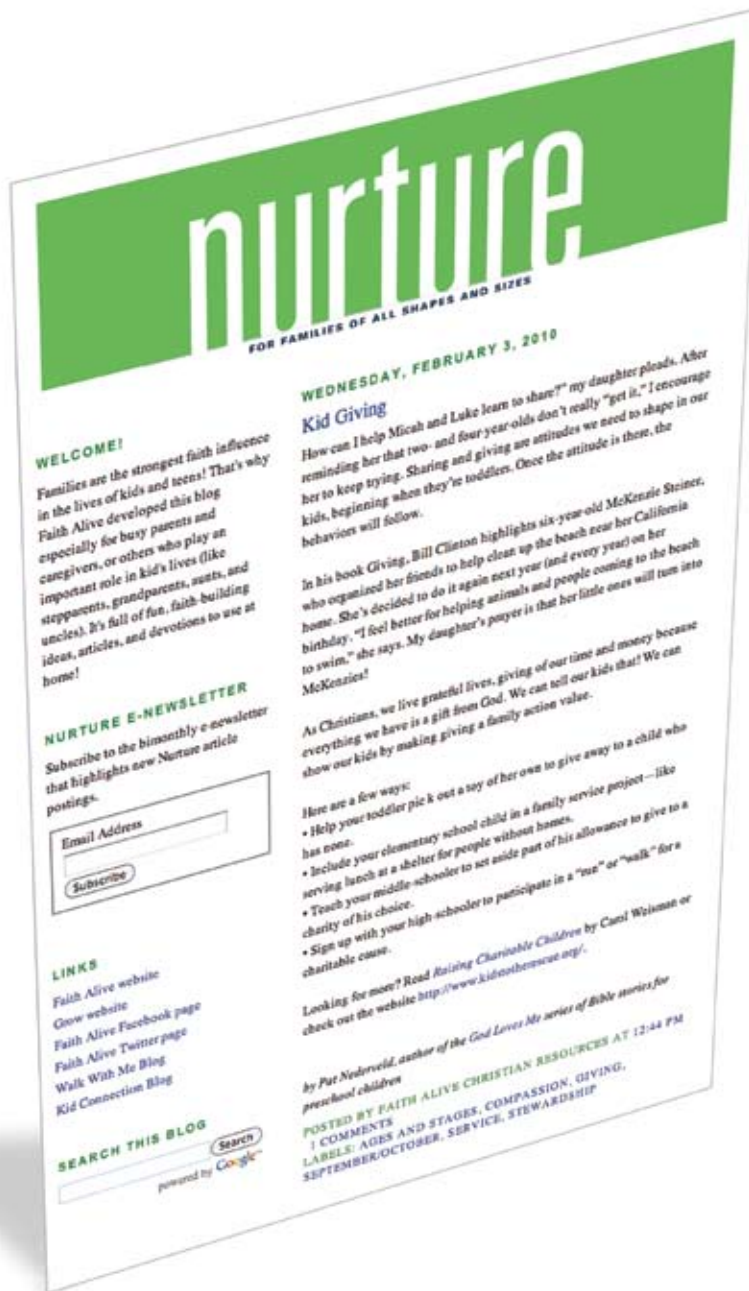 nurture
FOR FAMILIES OF ALL SHAPES AND SIZES
WELCOME!
Families are the strongest faith influence
in the lives of kids and teens! That's why
Faith Alive developed this blog
especially for busy parents and
caregivers, or others who play an
important role in kid's lives (like
stepparents, grandparents, aunts, and
uncles). It's full of fun, faith-building
ideas, articles, and devotions to use at
home!
NURTURE E-NEWSLETTER
Subscribe to the bimonthly e-newsletter
that highlights new Nurture article
postings.
Email Address
Subscribe
LINKS
Faith Alive website
Grow website
Faith Alive Facebook page
Faith Alive Twitter page
Walk With Me Blog
Kid Connection Blog
SEARCH THIS BLOG
Search
powered by Google™
WEDNESDAY, FEBRUARY 3, 2010
Kid Giving
How can I help Micah and Luke learn to share?" my daughter pleads. After
reminding her that two- and four-year-olds don't really "get it," I encourage
her to keep trying. Sharing and giving are attitudes we need to shape in our
kids, beginning when they're toddlers. Once the attitude is there, the
behaviors will follow.
In his book Giving, Bill Clinton highlights six-year-old McKenzie Steiner,
who organized her friends to help clean up the beach near her California
home. She's decided to do it again next year (and every year) on her
birthday. "I feel better for helping animals and people coming to the beach
to swim," she says. My daughter's prayer is that her little ones will turn into
McKenzies!
As Christians, we live grateful lives, giving of our time and money because
everything we have is a gift from God. We can tell our kids that! We can
show our kids by making giving a family action value.
Here are a few ways:
• Help your toddler pic k out a toy of her own to give away to a child who
has none.
• Include your elementary school child in a family service project—like
serving lunch at a shelter for people without homes.
• Teach your middle-schooler to set aside part of his allowance to give to a
charity of his choice.
• Sign up with your high-schooler to participate in a "run" or "walk" for a
charitable cause.
Looking for more? Read Raising Charitable Children by Carol Weisman or
check out the website http://www.kidstotherescue.org/.
by Pat Nederveld, author of the God Loves Me series of Bible stories for
preschool children
POSTED BY FAITH ALIVE CHRISTIAN RESOURCES AT 12:44 PM
1 COMMENTS
LABELS: AGES AND STAGES, COMPASSION, GIVING,
SEPTEMBER/OCTOBER, SERVICE, STEWARDSHIP